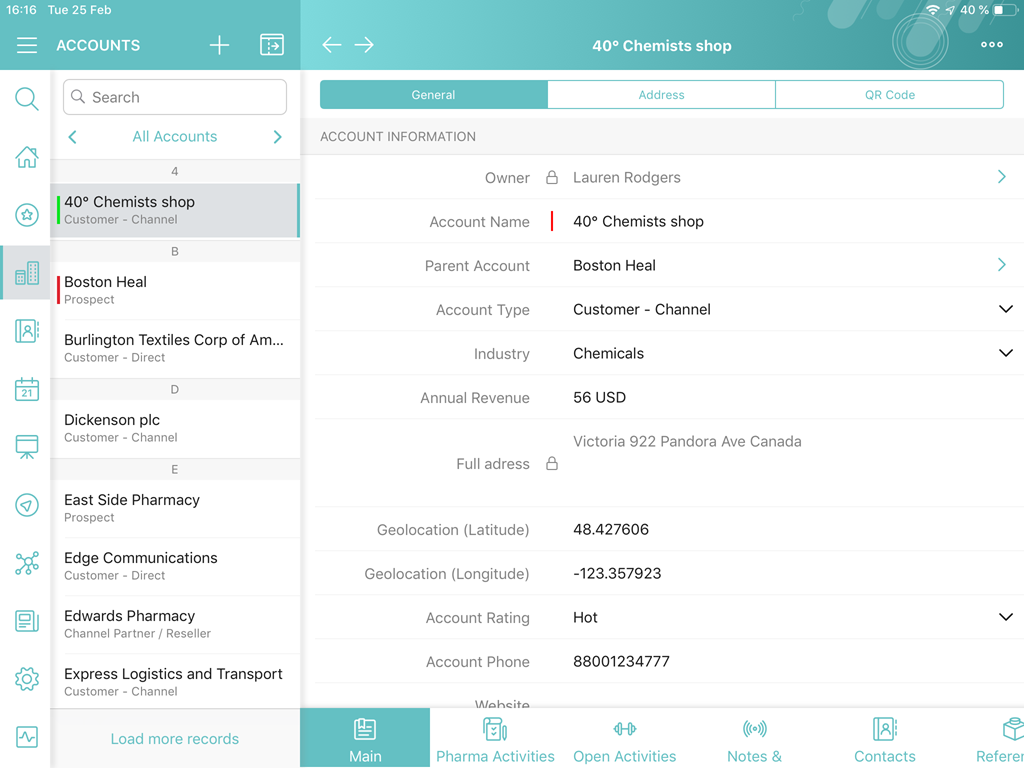 16:16 Tue 25 Feb
40 %
ACCOUNTS
40° Chemists shop
Search
All Accounts
4
40° Chemists shop
Customer - Channel
B
Boston Heal
Prospect
Burlington Textiles Corp of Am...
Customer - Direct
D
Dickenson plc
Customer - Channel
E
East Side Pharmacy
Prospect
Edge Communications
Customer - Direct
Edwards Pharmacy
Channel Partner / Reseller
Express Logistics and Transport
Customer - Channel
Load more records
21
General Address QR Code
ACCOUNT INFORMATION
Owner Lauren Rodgers
Account Name 40° Chemists shop
Parent Account Boston Heal
Account Type Customer - Channel
Industry Chemicals
Annual Revenue 56 USD
Full adress Victoria 922 Pandora Ave Canada
Geolocation (Latitude) 48.427606
Geolocation (Longitude) -123.357923
Account Rating Hot
Account Phone 88001234777
Website
Main Pharma Activities Open Activities Notes & Contacts Referen